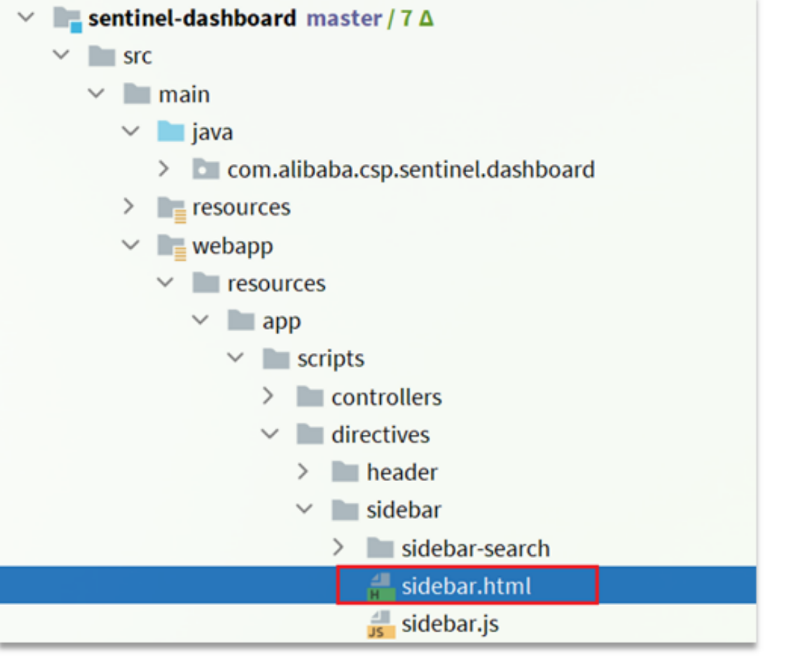 sentinel-dashboard master / 7 Δ
src
main
java
com.alibaba.csp.sentinel.dashboard
resources
webapp
resources
app
scripts
controllers
directives
header
sidebar
sidebar-search
H sidebar.html
JS sidebar.js